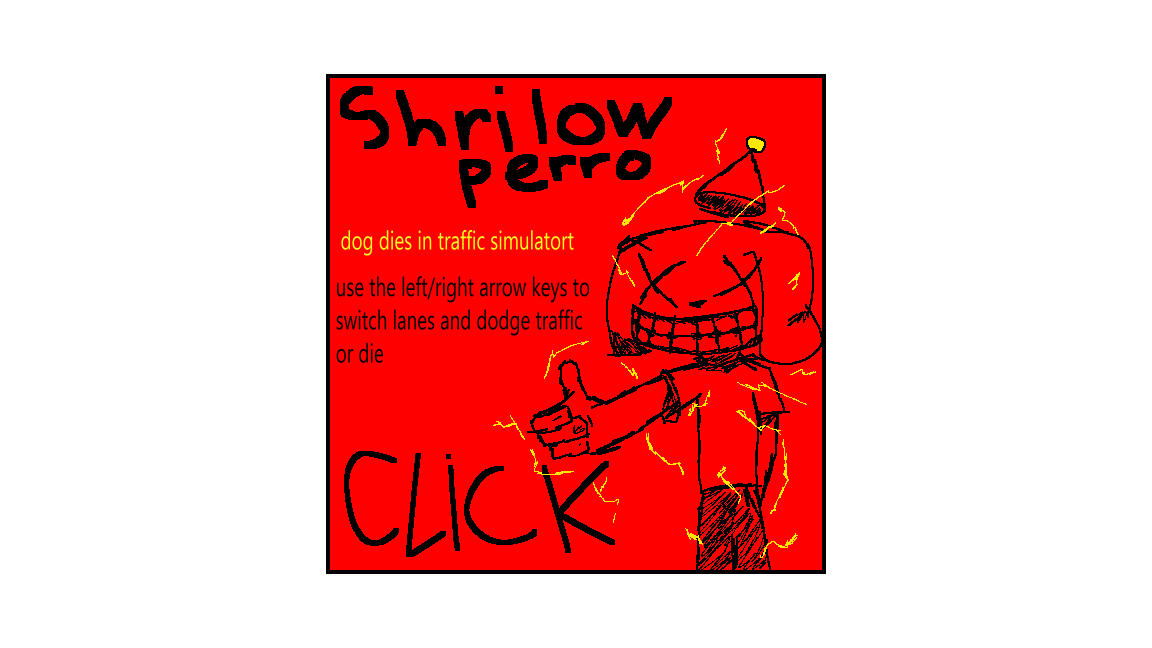 Shrilow
perro
dog dies in traffic simulatort
use the left/right arrow keys to
switch lanes and dodge traffic
or die
CLiCK